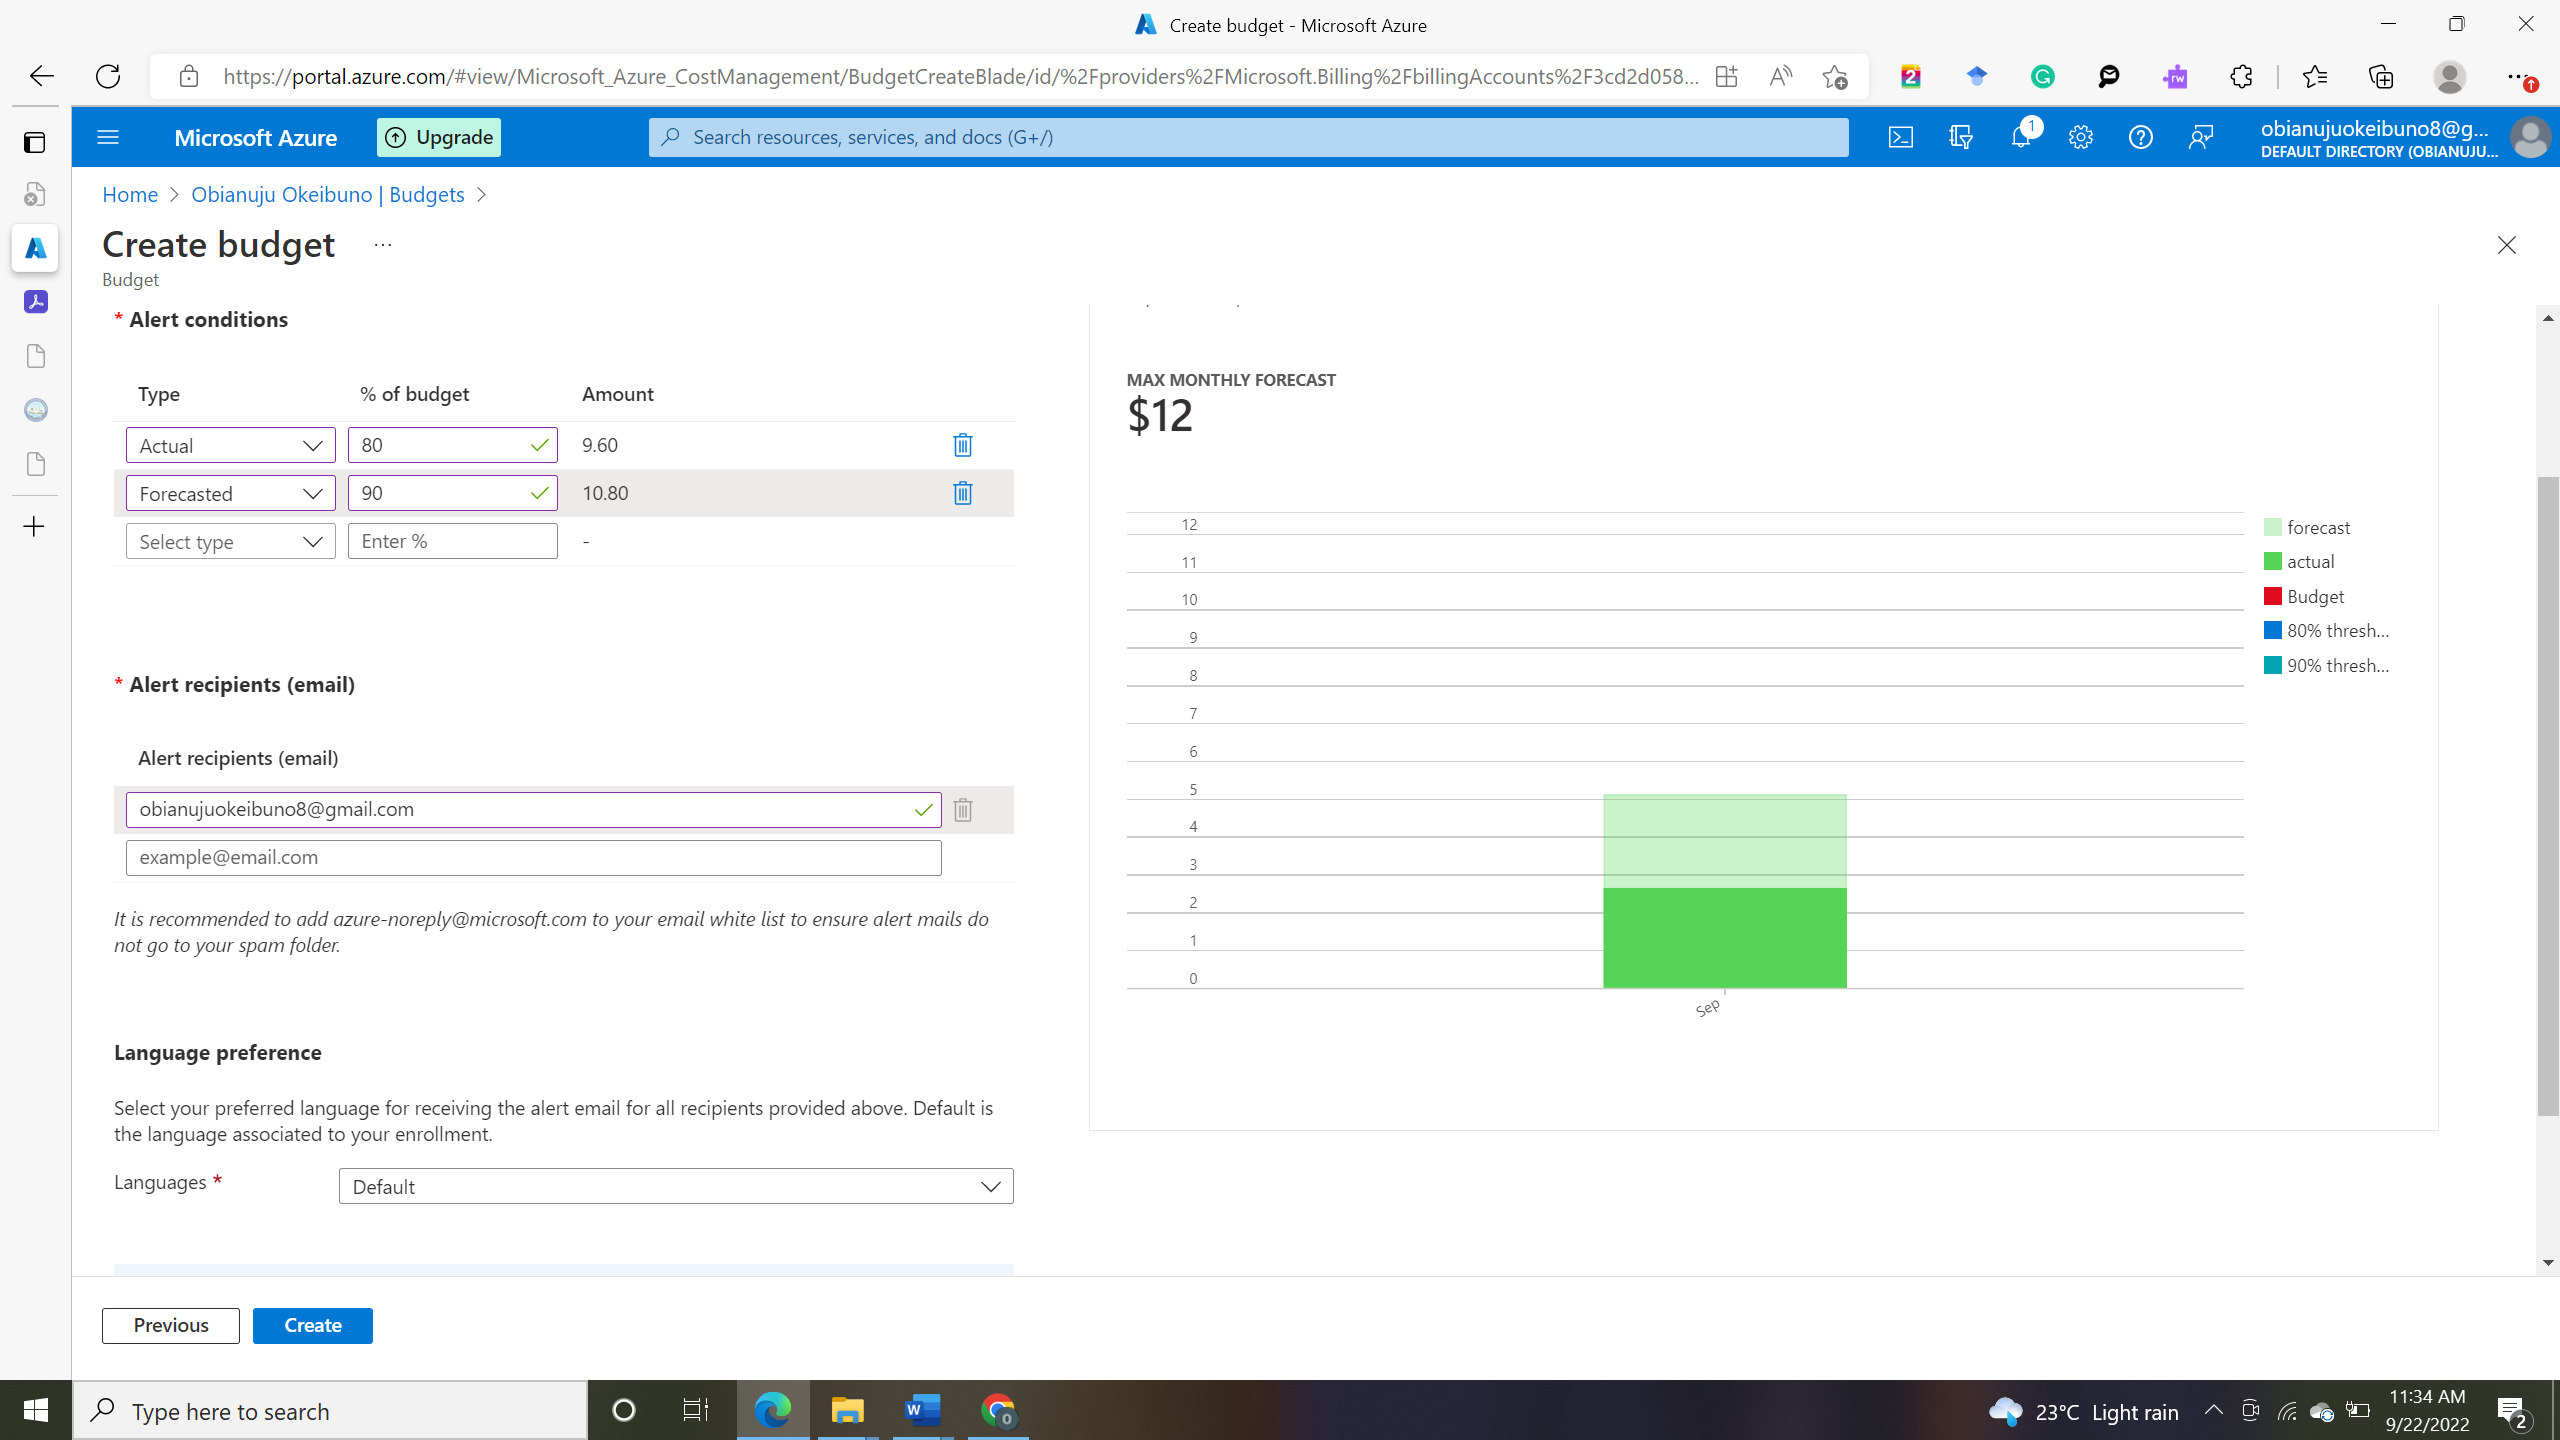 Create budget - Microsoft Azure
https://portal.azure.com/#view/Microsoft_Azure_CostManagement/BudgetCreateBlade/id/%2Fproviders%2FMicrosoft.Billing%2FbillingAccounts%2F3cd2d058...
Microsoft Azure
Upgrade
Search resources, services, and docs (G+/)
1
obianujuokeibuno8@g...
DEFAULT DIRECTORY (OBIANUJU...
Home > Obianuju Okeibuno | Budgets >
Create budget ...
Budget
* Alert conditions
Type % of budget Amount
Actual 80 9.60
Forecasted 90 10.80
Select type Enter % -
* Alert recipients (email)
Alert recipients (email)
obianujuokeibuno8@gmail.com
example@email.com
It is recommended to add azure-noreply@microsoft.com to your email white list to ensure alert mails do
not go to your spam folder.
Language preference
Select your preferred language for receiving the alert email for all recipients provided above. Default is
the language associated to your enrollment.
Languages *
Default
MAX MONTHLY FORECAST
$12
12
11
10
9
8
7
6
5
4
3
2
1
0
Sep
forecast
actual
Budget
80% thresh...
90% thresh...
Previous
Create
Type here to search
23°C Light rain
11:34 AM
9/22/2022
2